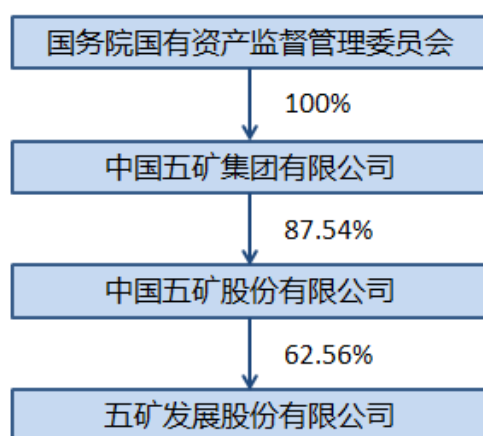 国务院国有资产监督管理委员会
100%
中国五矿集团有限公司
87.54%
中国五矿股份有限公司
62.56%
五矿发展股份有限公司